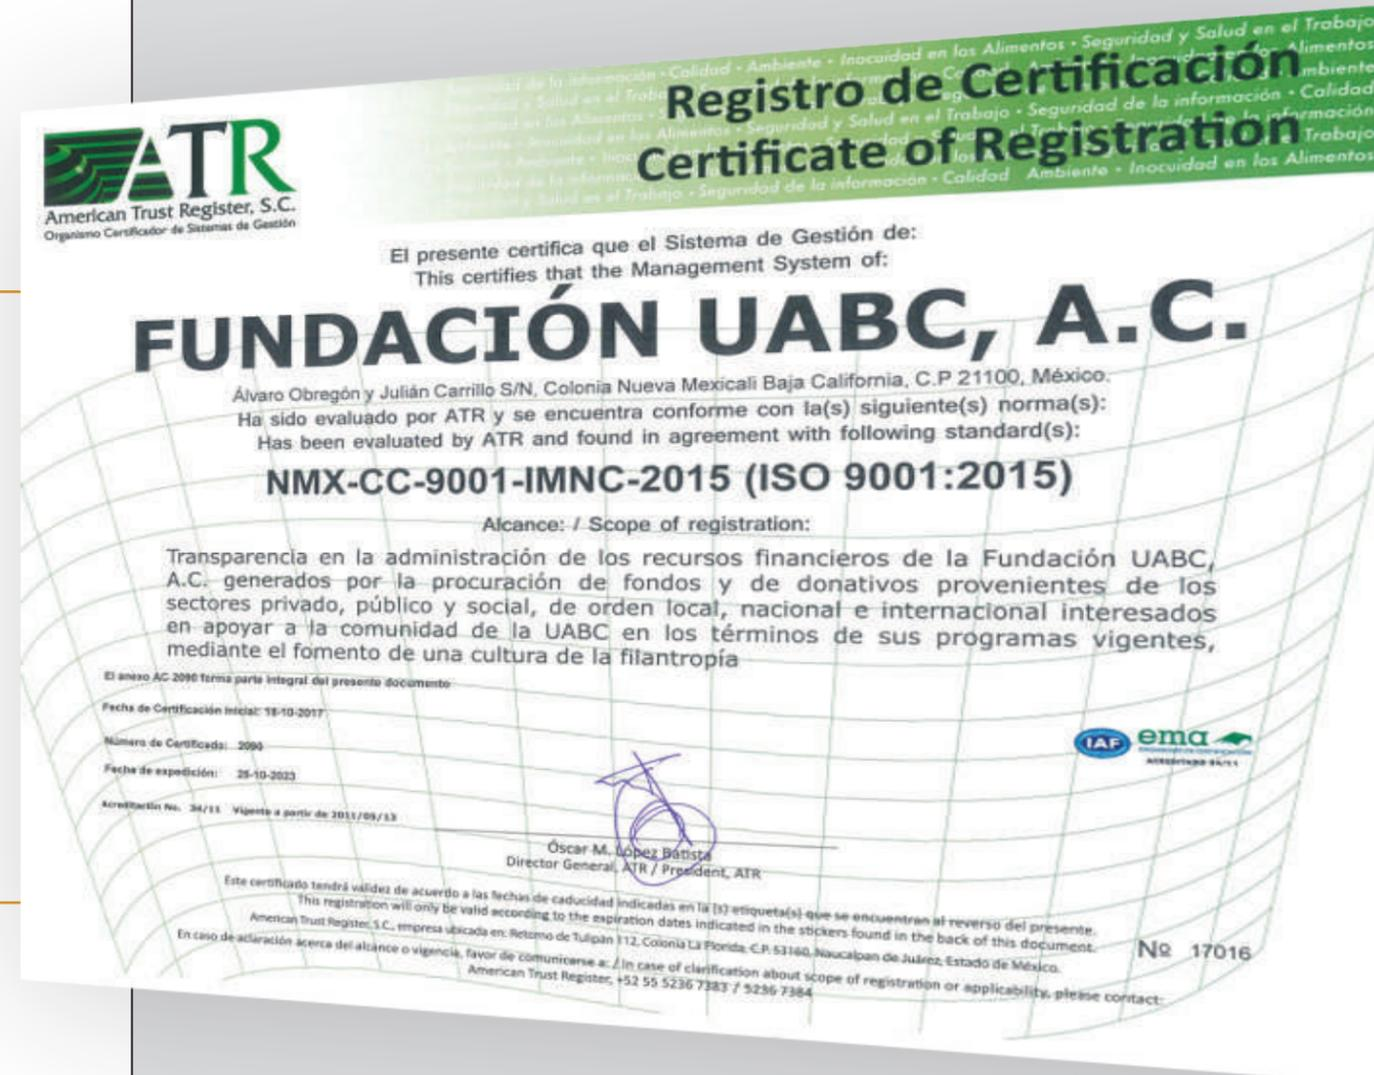 ATR
American Trust Register, S.C.
Organismo Certificador de Sistemas de Gestión
Registro de Certificación
Certificate of Registration
El presente certifica que el Sistema de Gestión de:
This certifies that the Management System of:
FUNDACIÓN UABC, A.C.
Álvaro Obregón y Julián Carrillo S/N, Colonia Nueva Mexicali Baja California, C.P 21100, México.
Ha sido evaluado por ATR y se encuentra conforme con la(s) siguiente(s) norma(s):
Has been evaluated by ATR and found in agreement with following standard(s):
NMX-CC-9001-IMNC-2015 (ISO 9001:2015)
Alcance: / Scope of registration:
Transparencia en la administración de los recursos financieros de la Fundación UABC,
A.C. generados por la procuración de fondos y de donativos provenientes de los
sectores privado, público y social, de orden local, nacional e internacional interesados
en apoyar a la comunidad de la UABC en los términos de sus programas vigentes,
mediante el fomento de una cultura de la filantropía
El anexo AC 2090 forma parte integral del presente documento
Fecha de Certificación Inicial: 18-10-2017
Número de Certificado: 2090
Fecha de expedición: 25-10-2023
Acreditación No. 34/11 Vigente a partir de 2011/05/13
IAF
ema
Óscar M. López Batista
Director General, ATR / President, ATR
Este certificado tendrá validez de acuerdo a las fechas de caducidad indicadas en la (s) etiqueta(s) que se encuentran al reverso del presente.
This registration will only be valid according to the expiration dates indicated in the stickers found in the back of this document.
American Trust Register, S.C., empresa ubicada en: Retorno de Tulipán 112, Colonia La Florida, C.P. 53160, Naucalpan de Juárez, Estado de México.
En caso de aclaración acerca del alcance o vigencia, favor de comunicarse a: / In case of clarification about scope of registration or applicability, please contact:
American Trust Register, +52 55 5236 7383 / 5236 7384
Nº 17016